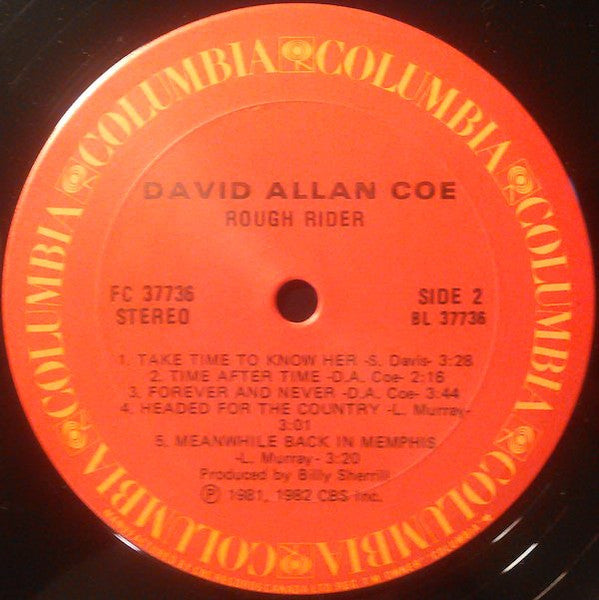 COLUMBIA COLUMBIA COLUMBIA COLUMBIA COLUMBIA COLUMBIA COLUMBIA
DAVID ALLAN COE
ROUGH RIDER
FC 37736
STEREO
SIDE 2
BL 37736
1. TAKE TIME TO KNOW HER -S. Davis- 3:28
2. TIME AFTER TIME -D.A. Coe- 2:16
3. FOREVER AND NEVER -D.A. Coe- 3:44
4. HEADED FOR THE COUNTRY -L. Murray-
3:01
5. MEANWHILE BACK IN MEMPHIS
-L. Murray- 3:20
Produced by Billy Sherrill
Ⓟ 1981, 1982 CBS Inc.